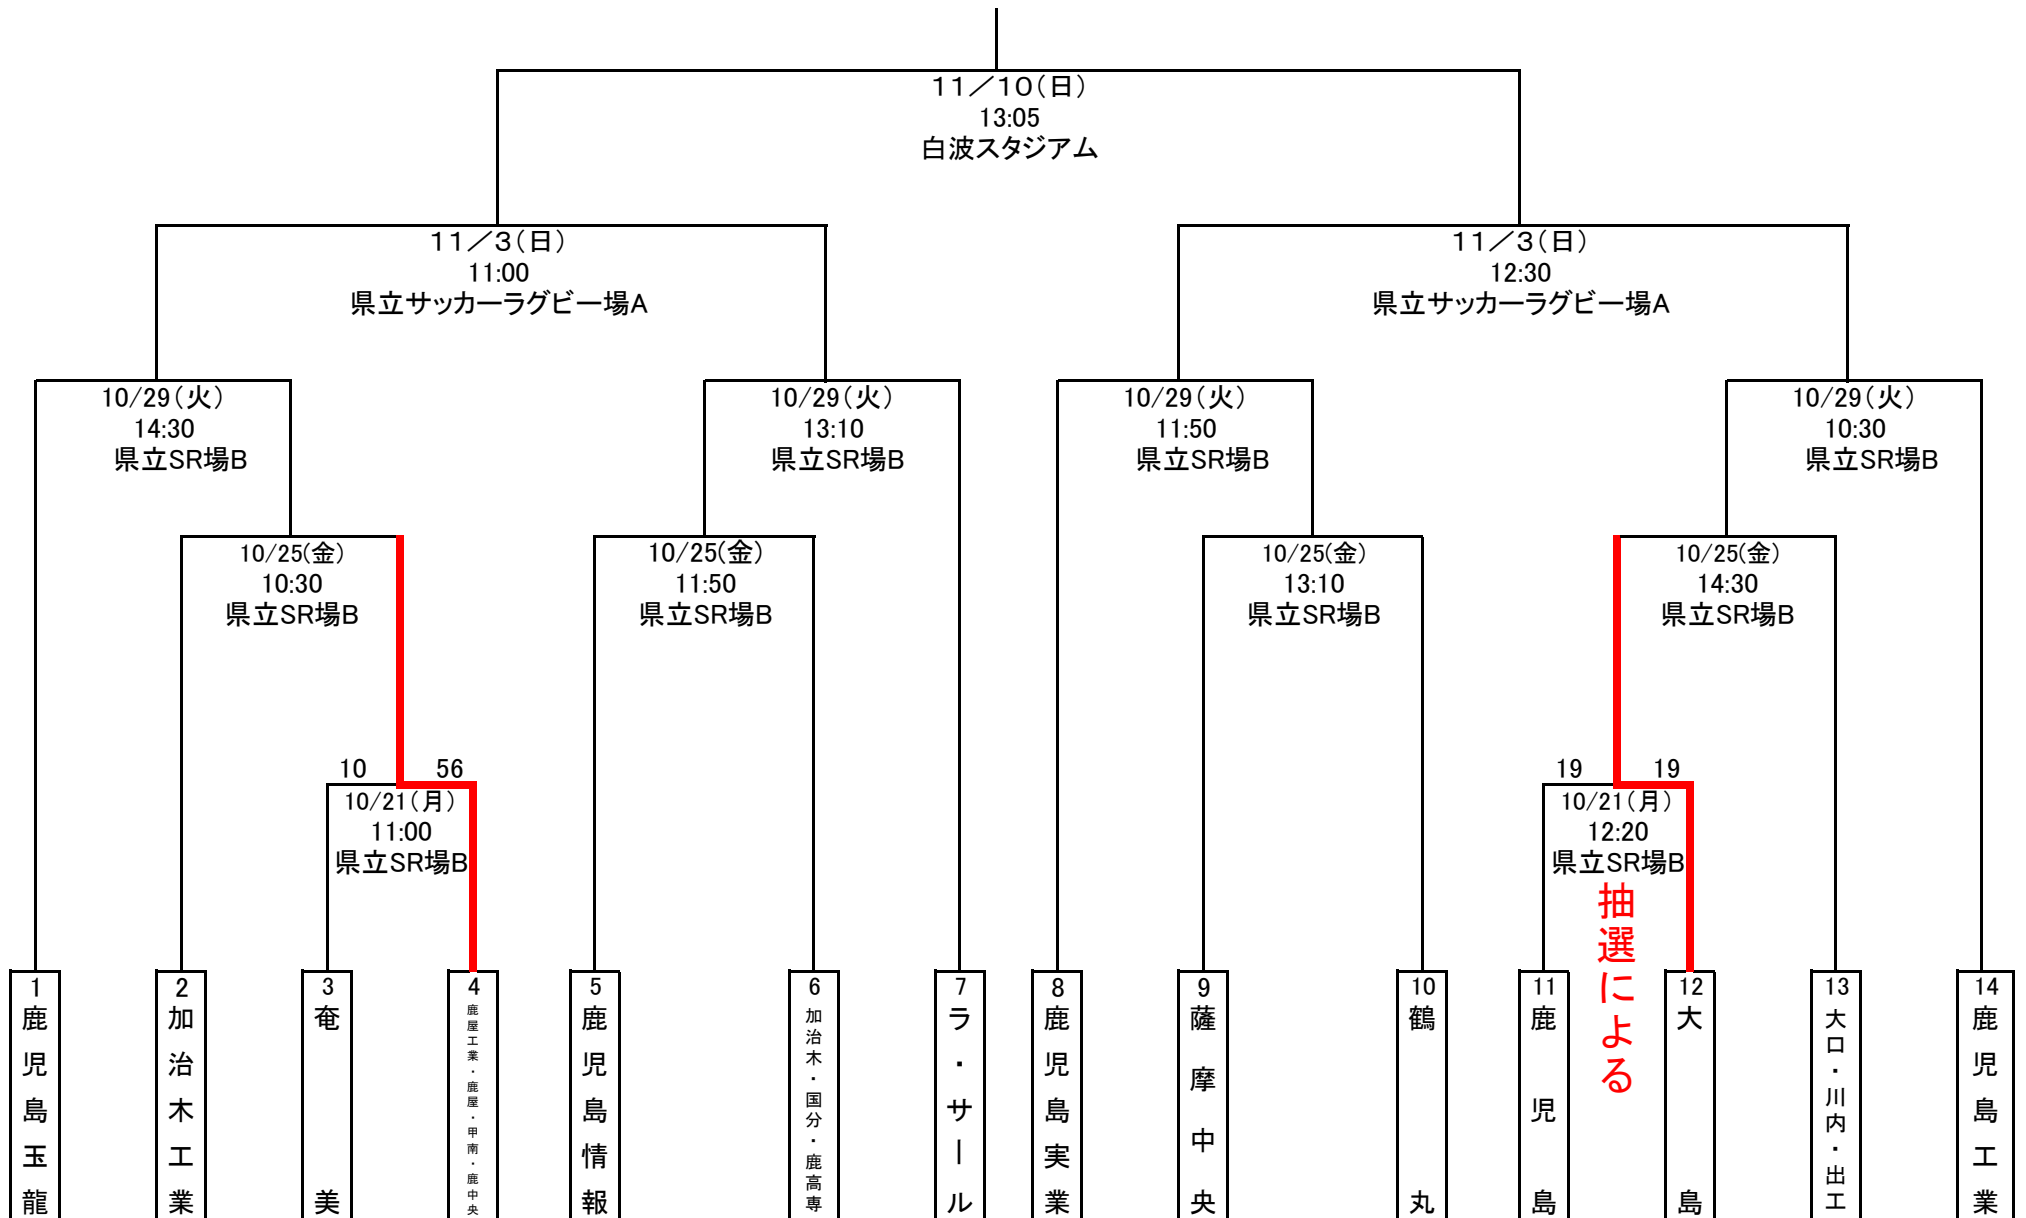 11／10（日）
13:05
白波スタジアム
11／3（日）
11:00
県立サッカーラグビー場A
11／3（日）
12:30
県立サッカーラグビー場A
10/29（火）
14:30
県立SR場B
10/29（火）
13:10
県立SR場B
10/29（火）
11:50
県立SR場B
10/29（火）
10:30
県立SR場B
10/25(金)
10:30
県立SR場B
10/25(金)
11:50
県立SR場B
10/25(金)
13:10
県立SR場B
10/25(金)
14:30
県立SR場B
10 56
10/21（月）
11:00
県立SR場B
19 19
10/21（月）
12:20
県立SR場B
抽選による
1
鹿児島玉龍
2
加治木工業
3
奄美
4
鹿屋工業・鹿屋・甲南・鹿中央
5
鹿児島情報
6
加治木・国分・鹿高専
7
ラ・サール
8
鹿児島実業
9
薩摩中央
10
鶴丸
11
鹿児島
12
大島
13
大口・川内・出工
14
鹿児島工業